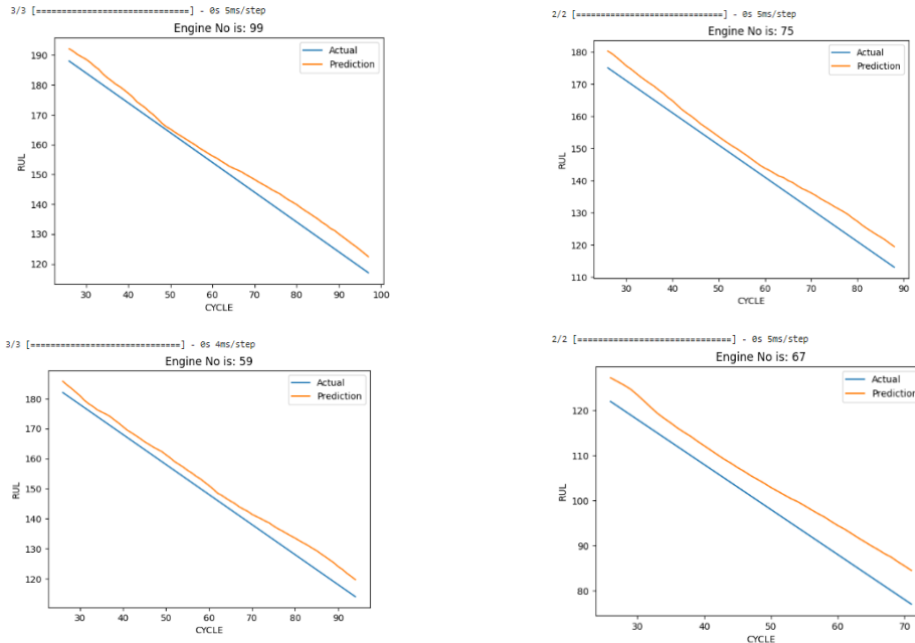 3/3 [==============================] - 0s 5ms/step
Engine No is: 99
Actual
Prediction
190
180
170
160
150
140
130
120
RUL
30 40 50 60 70 80 90 100
CYCLE
2/2 [==============================] - 0s 5ms/step
Engine No is: 75
Actual
Prediction
180
170
160
150
140
130
120
110
RUL
30 40 50 60 70 80 90
CYCLE
3/3 [==============================] - 0s 4ms/step
Engine No is: 59
Actual
Prediction
180
170
160
150
140
130
120
RUL
30 40 50 60 70 80 90
CYCLE
2/2 [==============================] - 0s 5ms/step
Engine No is: 67
Actual
Prediction
120
110
100
90
80
RUL
30 40 50 60 70
CYCLE